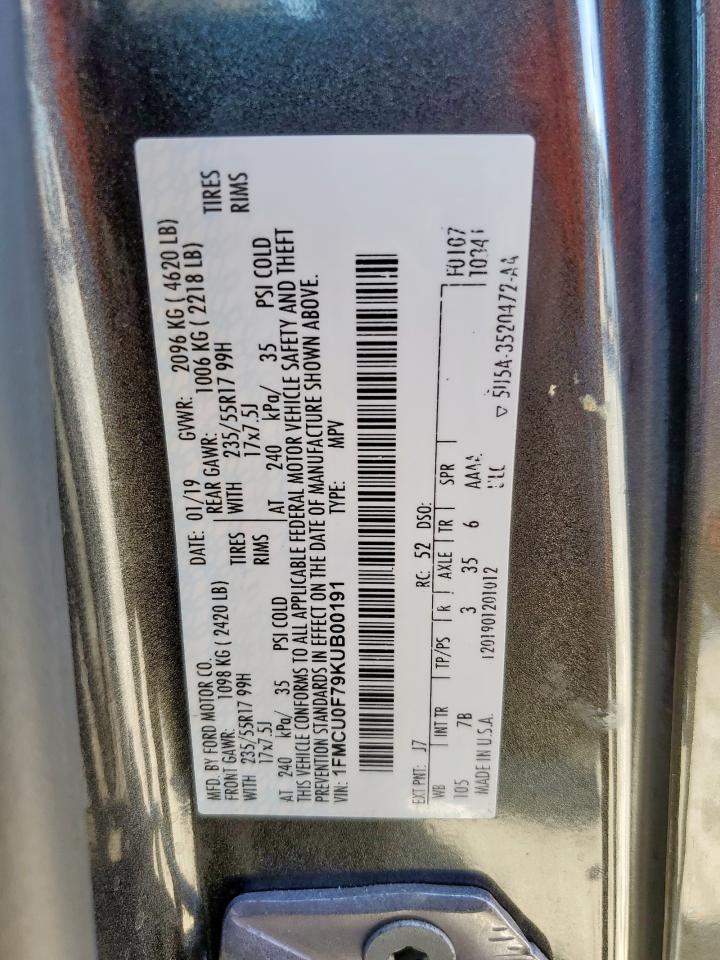 MFD. BY FORD MOTOR CO.
DATE: 01/19 GVWR: 2096 KG ( 4620 LB)
FRONT GAWR: 1098 KG ( 2420 LB) REAR GAWR: 1006 KG ( 2218 LB)
WITH 235/55R17 99H TIRES WITH 235/55R17 99H TIRES
17x7.5J RIMS 17x7.5J RIMS
AT 240 kPa/ 35 PSI COLD AT 240 kPa/ 35 PSI COLD
THIS VEHICLE CONFORMS TO ALL APPLICABLE FEDERAL MOTOR VEHICLE SAFETY AND THEFT
PREVENTION STANDARDS IN EFFECT ON THE DATE OF MANUFACTURE SHOWN ABOVE.
VIN: 1FMCU0F79KUB00191 TYPE: MPV
EXT PNT: J7 RC: 52 DSO:
WB INT TR TP/PS R AXLE TR SPR
105 7B 3 35 6 AAAA
F0107
10341
MADE IN U.S.A. 1201901201012